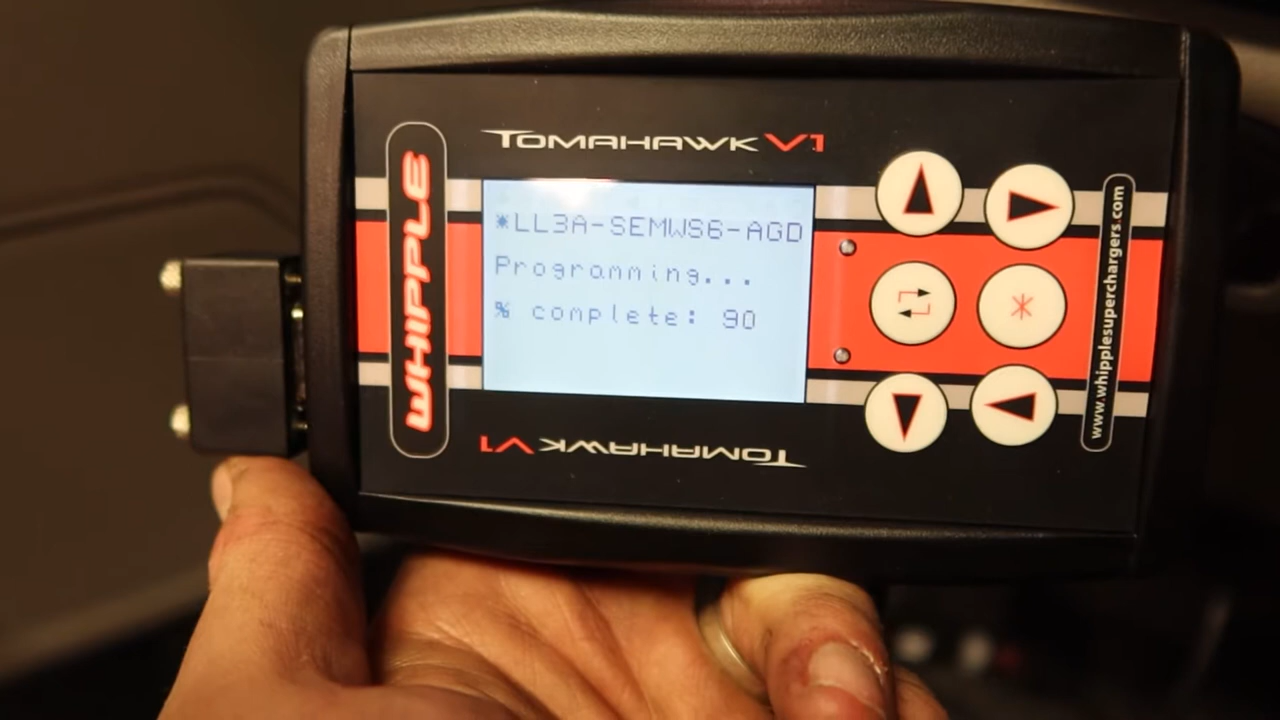 TOMAHAWK V1
WHIPPLE
*LL3A-SEMWS6-AGD
Programming...
% complete: 90
www.whipplesuperchargers.com
TOMAHAWK V1